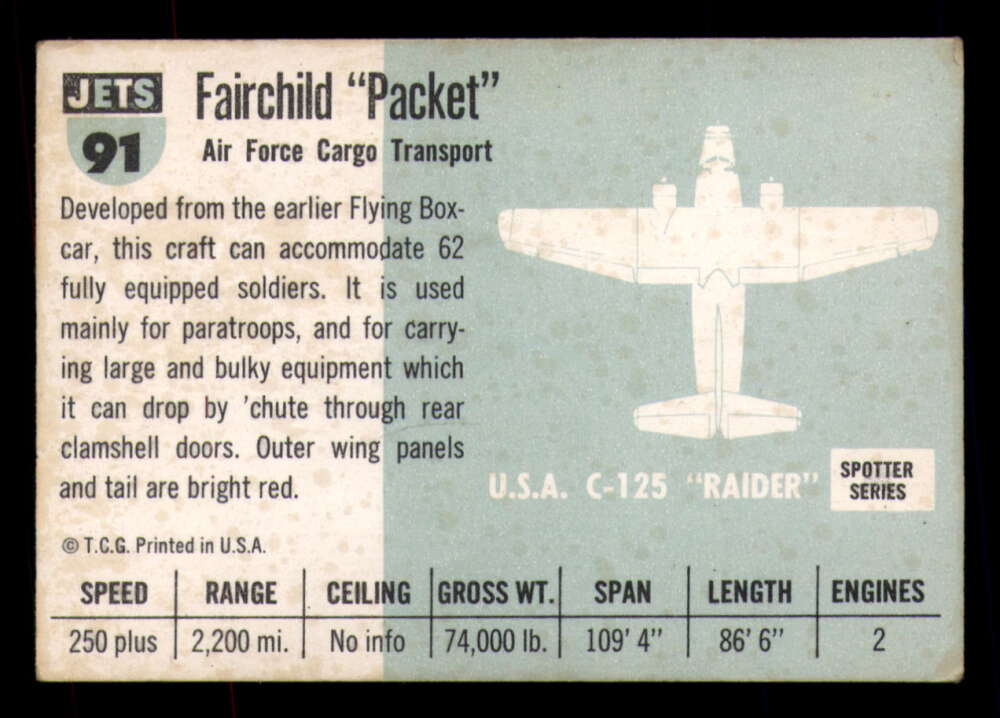 JETS
91
Fairchild “Packet”
Air Force Cargo Transport
Developed from the earlier Flying Box-
car, this craft can accommodate 62
fully equipped soldiers. It is used
mainly for paratroops, and for carry-
ing large and bulky equipment which
it can drop by ’chute through rear
clamshell doors. Outer wing panels
and tail are bright red.
U.S.A. C-125 “RAIDER”
SPOTTER
SERIES
© T.C.G. Printed in U.S.A.
SPEED RANGE CEILING GROSS WT. SPAN LENGTH ENGINES
250 plus 2,200 mi. No info 74,000 lb. 109’ 4” 86’ 6” 2